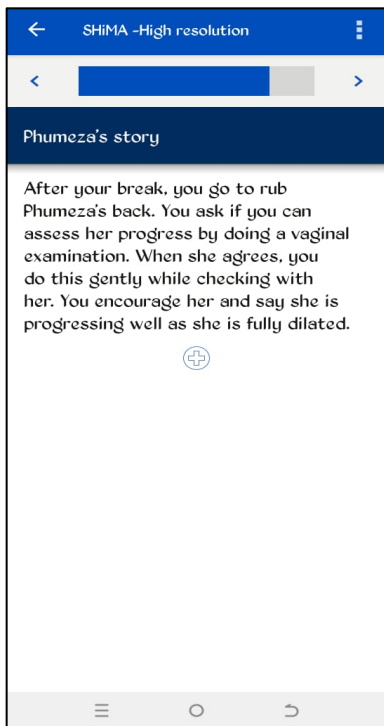 SHiMA -High resolution
Phumeza's story
After your break, you go to rub
Phumeza's back. You ask if you can
assess her progress by doing a vaginal
examination. When she agrees, you
do this gently while checking with
her. You encourage her and say she is
progressing well as she is fully dilated.